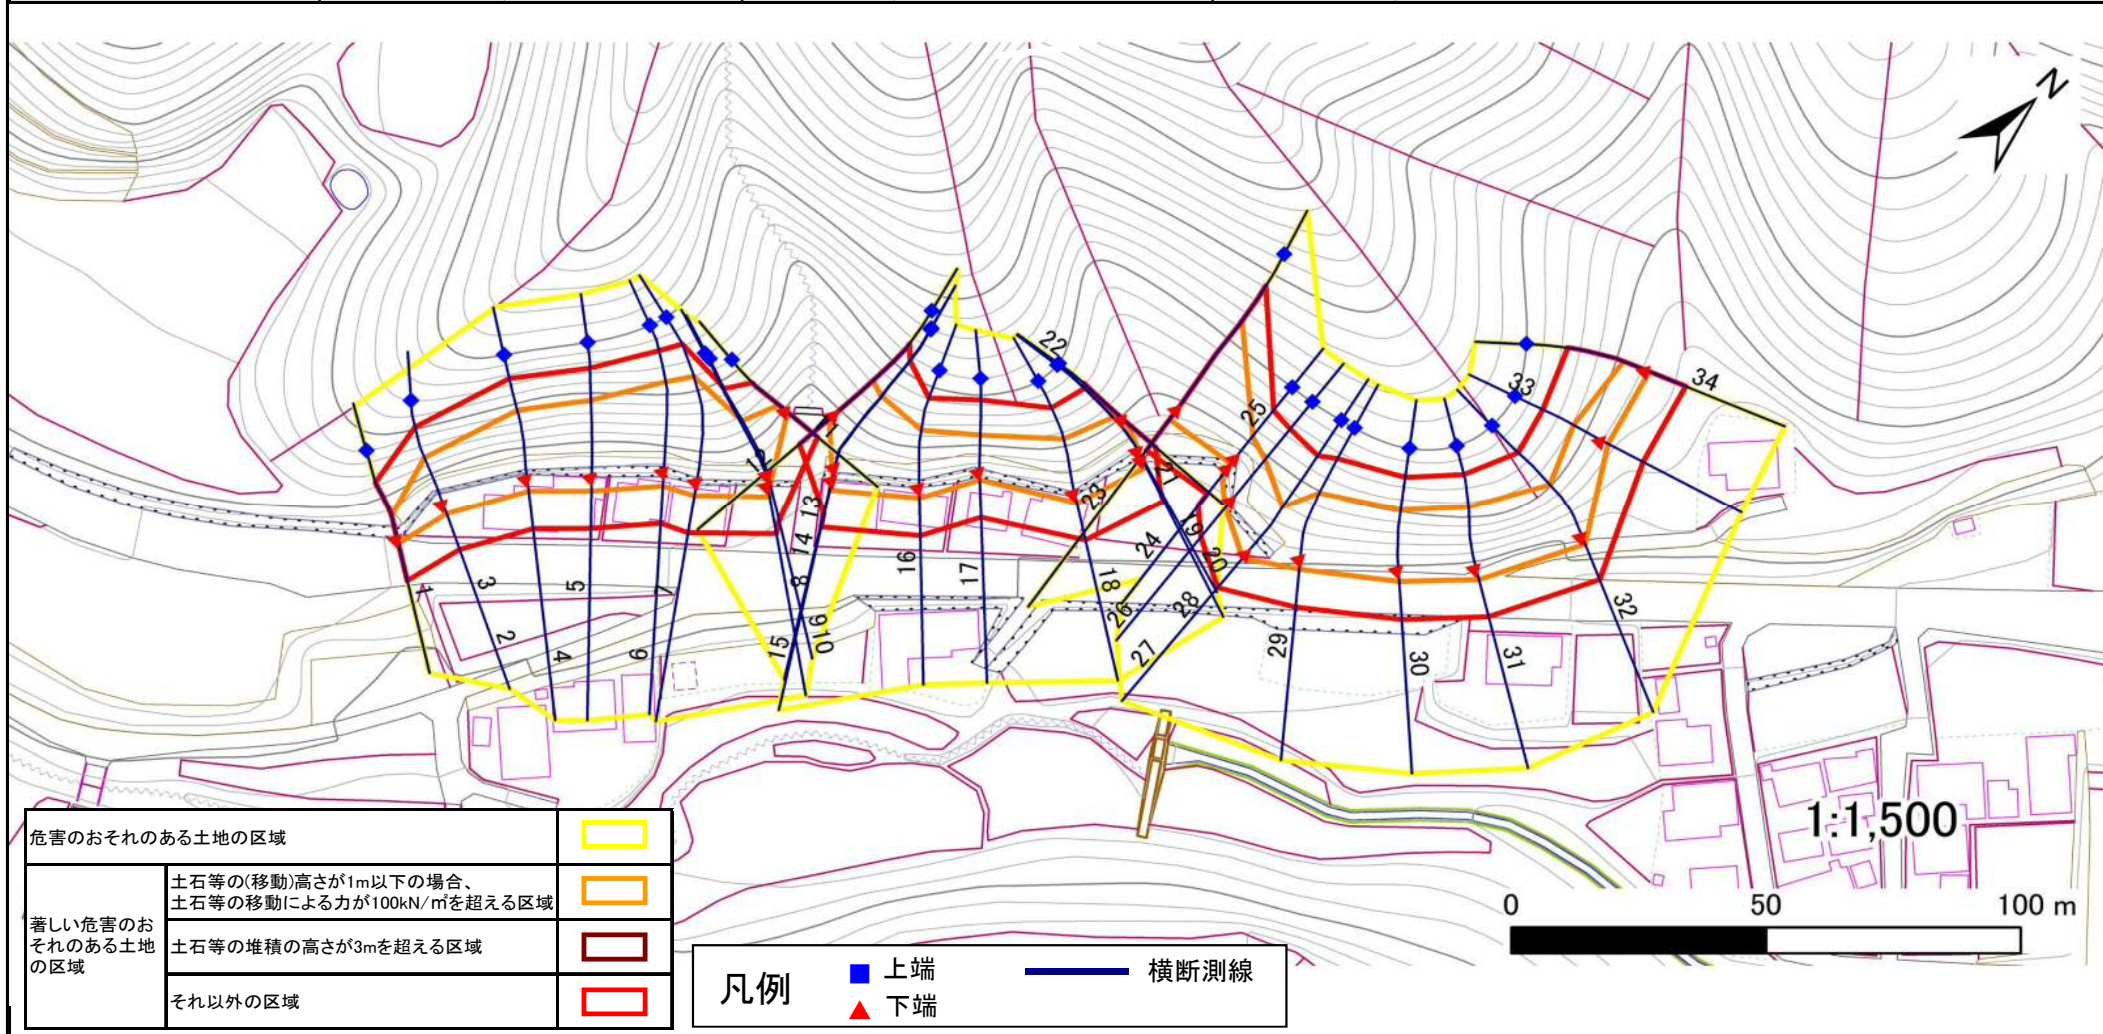 N
22
33
34
25
11
12
21
23
13
19
24
14
20
16
17
18
8
5
3
1
7
26
28
32
9
10
2
4
6
15
27
29
30
31
1:1,500
0 50 100 m
危害のおそれのある土地の区域
著しい危害のお
それのある土地
の区域
土石等の(移動)高さが1m以下の場合、
土石等の移動による力が100kN/㎡を超える区域
土石等の堆積の高さが3mを超える区域
それ以外の区域
凡例
上端
下端
横断測線